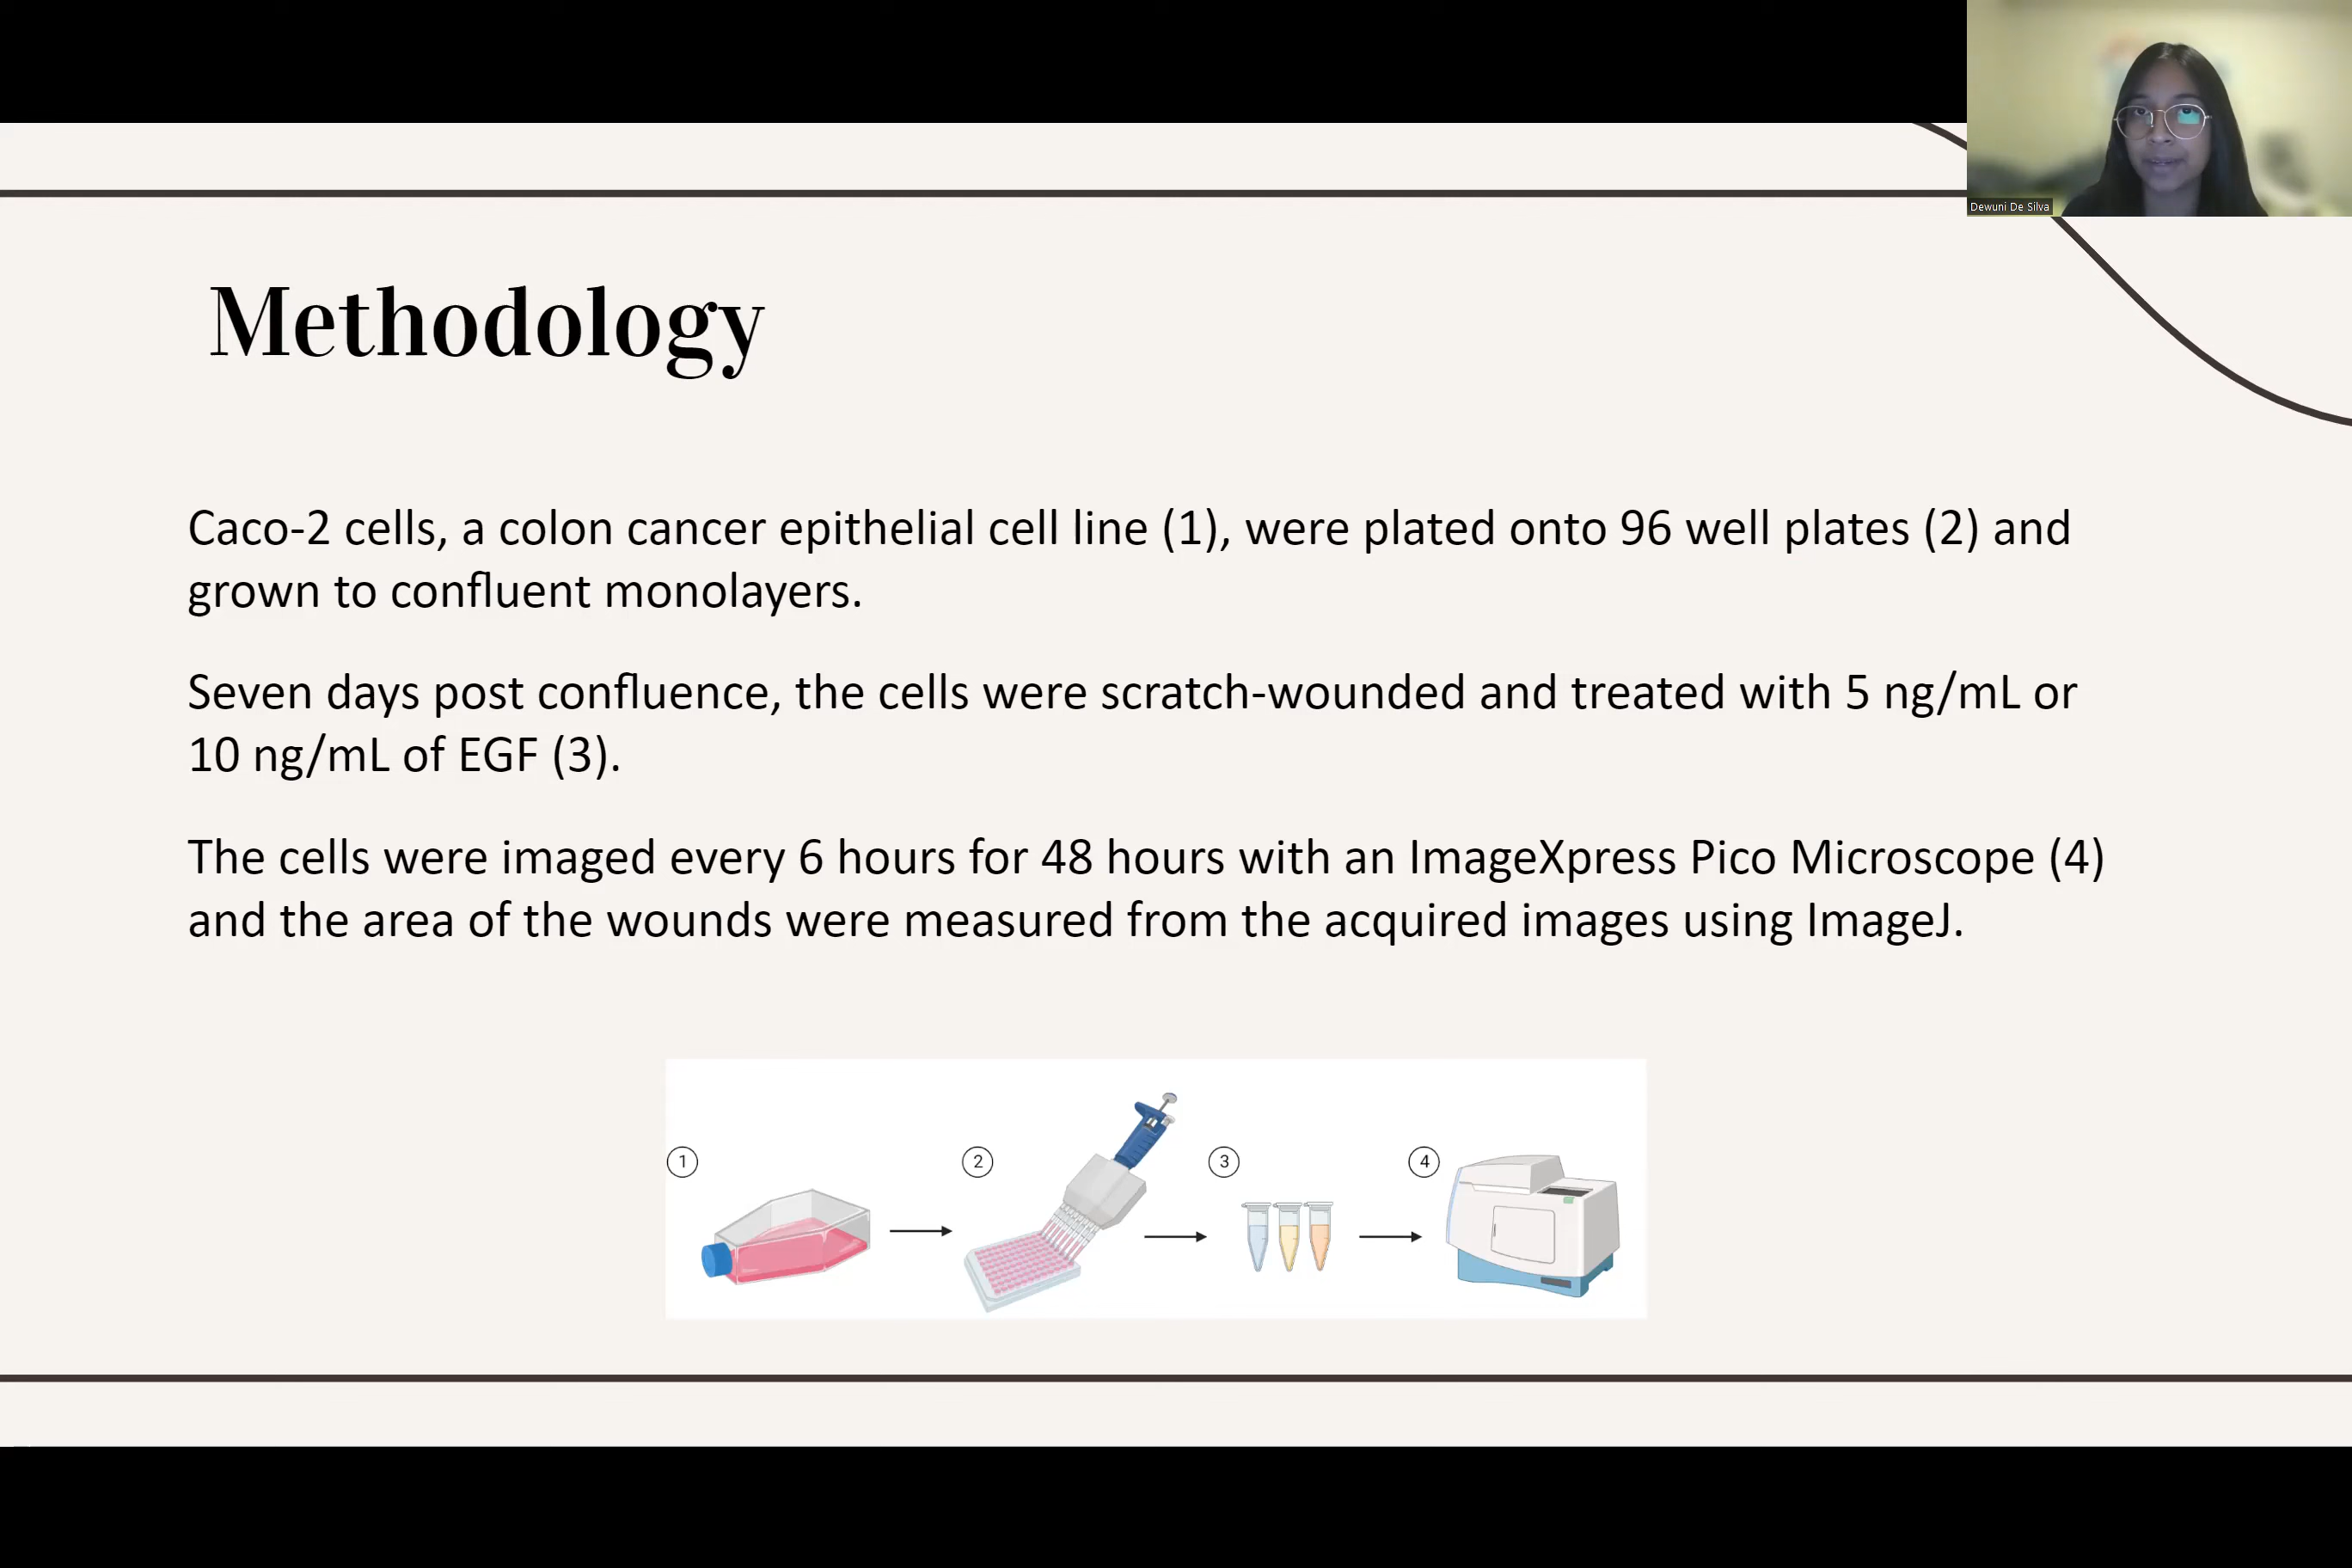 Dewuni De Silva
Methodology
Caco-2 cells, a colon cancer epithelial cell line (1), were plated onto 96 well plates (2) and
grown to confluent monolayers.
Seven days post confluence, the cells were scratch-wounded and treated with 5 ng/mL or
10 ng/mL of EGF (3).
The cells were imaged every 6 hours for 48 hours with an ImageXpress Pico Microscope (4)
and the area of the wounds were measured from the acquired images using ImageJ.
1
2
3
4